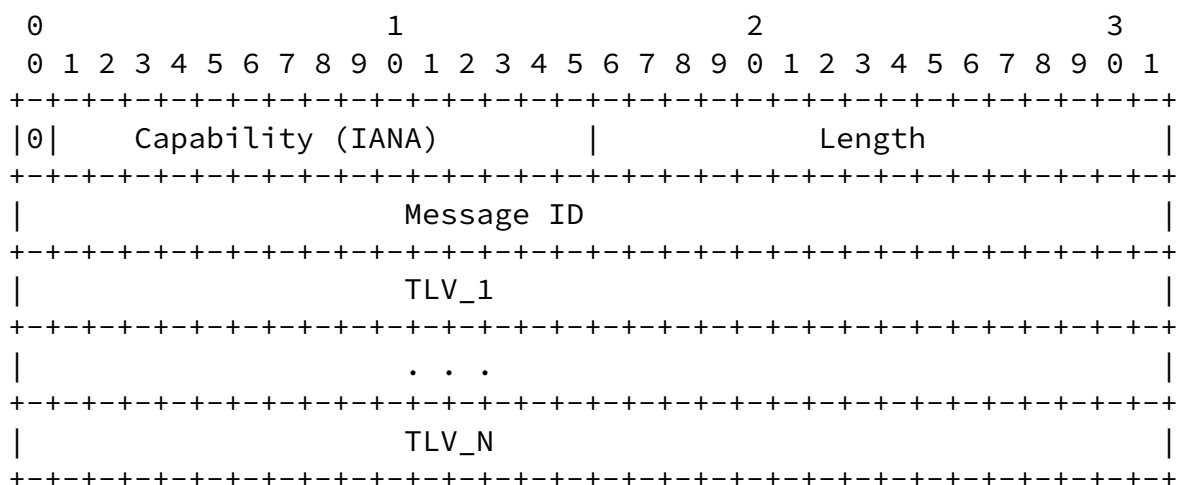 0                   1                   2                   3
 0 1 2 3 4 5 6 7 8 9 0 1 2 3 4 5 6 7 8 9 0 1 2 3 4 5 6 7 8 9 0 1
+-+-+-+-+-+-+-+-+-+-+-+-+-+-+-+-+-+-+-+-+-+-+-+-+-+-+-+-+-+-+-+-+
|0|    Capability (IANA)        |            Length             |
+-+-+-+-+-+-+-+-+-+-+-+-+-+-+-+-+-+-+-+-+-+-+-+-+-+-+-+-+-+-+-+-+
|                     Message ID                                |
+-+-+-+-+-+-+-+-+-+-+-+-+-+-+-+-+-+-+-+-+-+-+-+-+-+-+-+-+-+-+-+-+
|                     TLV_1                                     |
+-+-+-+-+-+-+-+-+-+-+-+-+-+-+-+-+-+-+-+-+-+-+-+-+-+-+-+-+-+-+-+-+
|                     . . .                                     |
+-+-+-+-+-+-+-+-+-+-+-+-+-+-+-+-+-+-+-+-+-+-+-+-+-+-+-+-+-+-+-+-+
|                     TLV_N                                     |
+-+-+-+-+-+-+-+-+-+-+-+-+-+-+-+-+-+-+-+-+-+-+-+-+-+-+-+-+-+-+-+-+